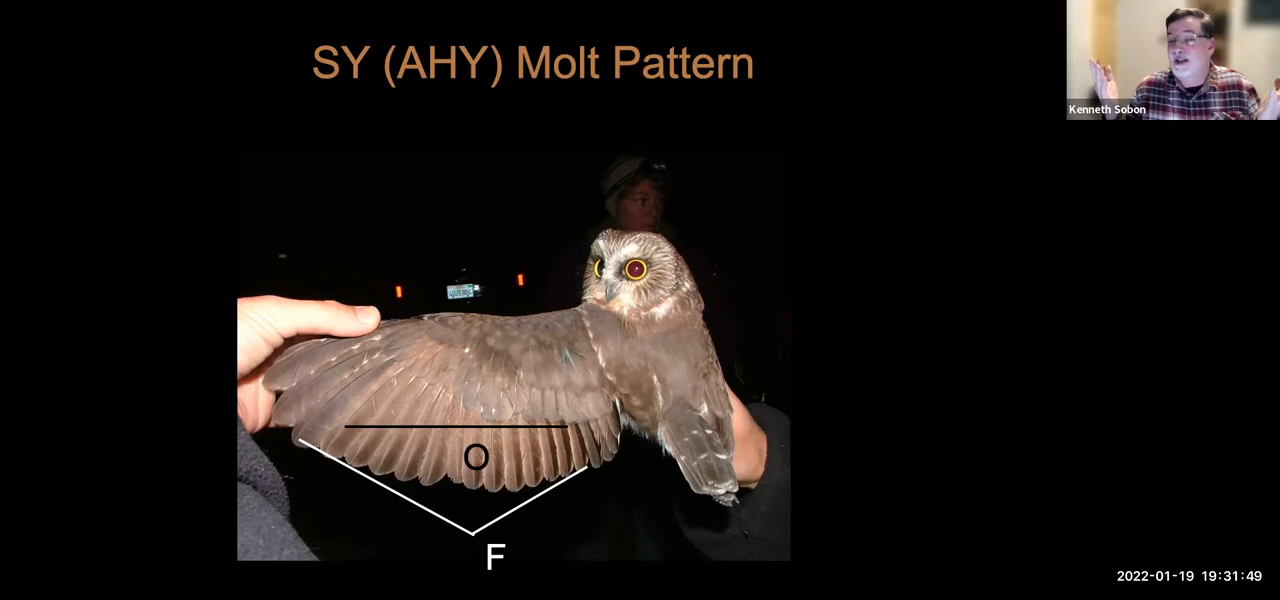 SY (AHY) Molt Pattern
Kenneth Sobon
O
F
2022-01-19 19:31:49